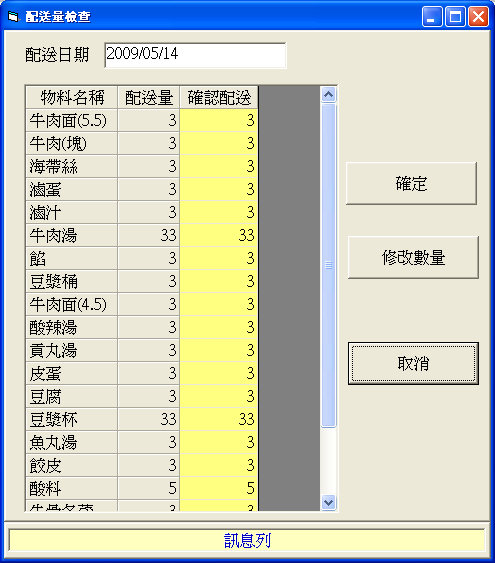 配送量檢查
配送日期 2009/05/14
物料名稱 配送量 確認配送
牛肉面(5.5) 3 3
牛肉(塊) 3 3
海帶絲 3 3
滷蛋 3 3
滷汁 3 3
牛肉湯 33 33
餡 3 3
豆漿桶 3 3
牛肉面(4.5) 3 3
酸辣湯 3 3
貢丸湯 3 3
皮蛋 3 3
豆腐 3 3
豆漿杯 33 33
魚丸湯 3 3
餃皮 3 3
酸料 5 5
3 3
確定
修改數量
取消
訊息列